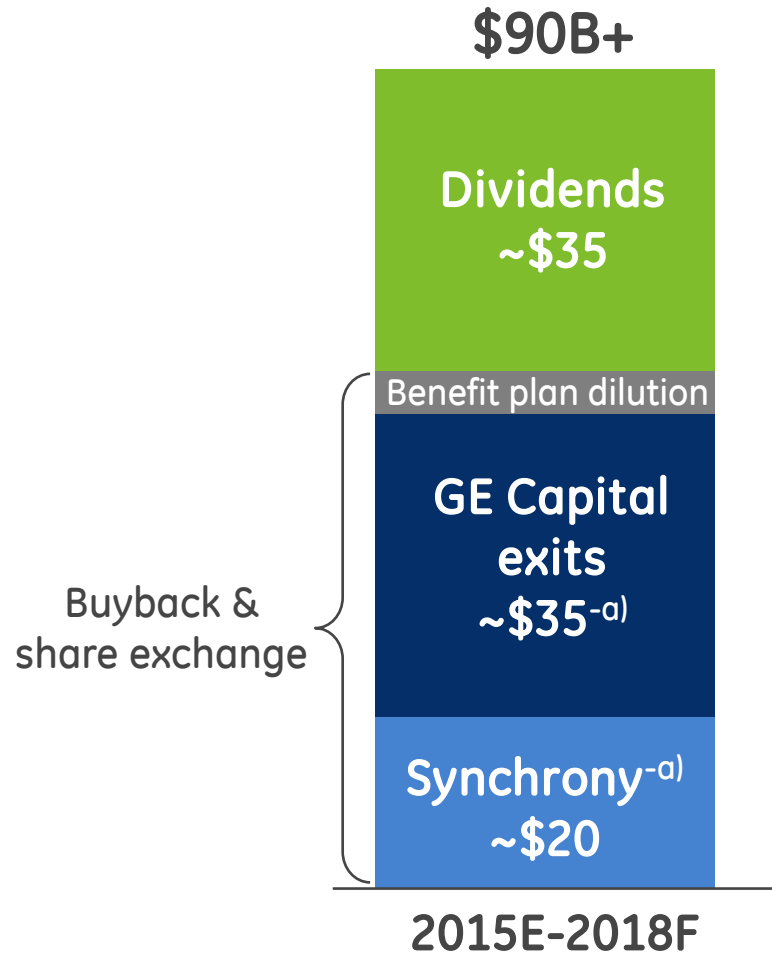 $90B+
Dividends
~$35
Benefit plan dilution
GE Capital
exits
~$35-a)
Buyback &
share exchange
Synchrony-a)
~$20
2015E-2018F